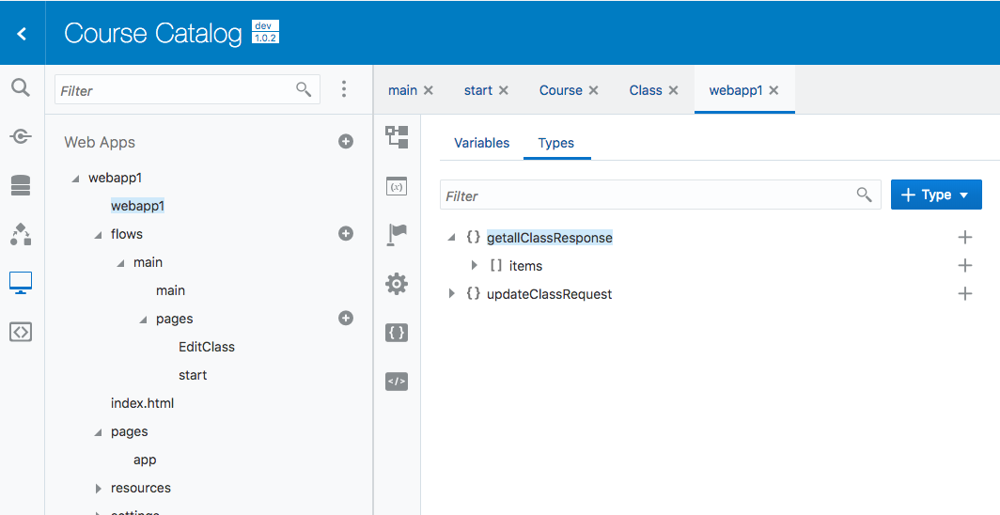 Course Catalog dev
1.0.2
Filter
main start Course Class webapp1
Web Apps
Variables Types
webapp1
webapp1
Filter
Type
flows
getallClassResponse
main
items
main
updateClassRequest
pages
EditClass
start
index.html
pages
app
resources
settings